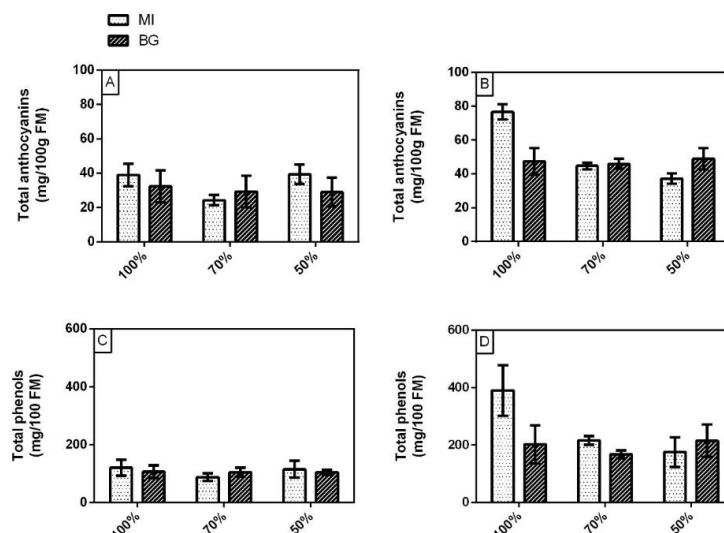 MI
BG
A
Total anthocyanins
(mg/100g FM)
100
80
60
40
20
0
100%
70%
50%
B
Total anthocyanins
(mg/100g FM)
100
80
60
40
20
0
100%
70%
50%
C
Total phenols
(mg/100 FM)
600
400
200
0
100%
70%
50%
D
Total phenols
(mg/100 FM)
600
400
200
0
100%
70%
50%